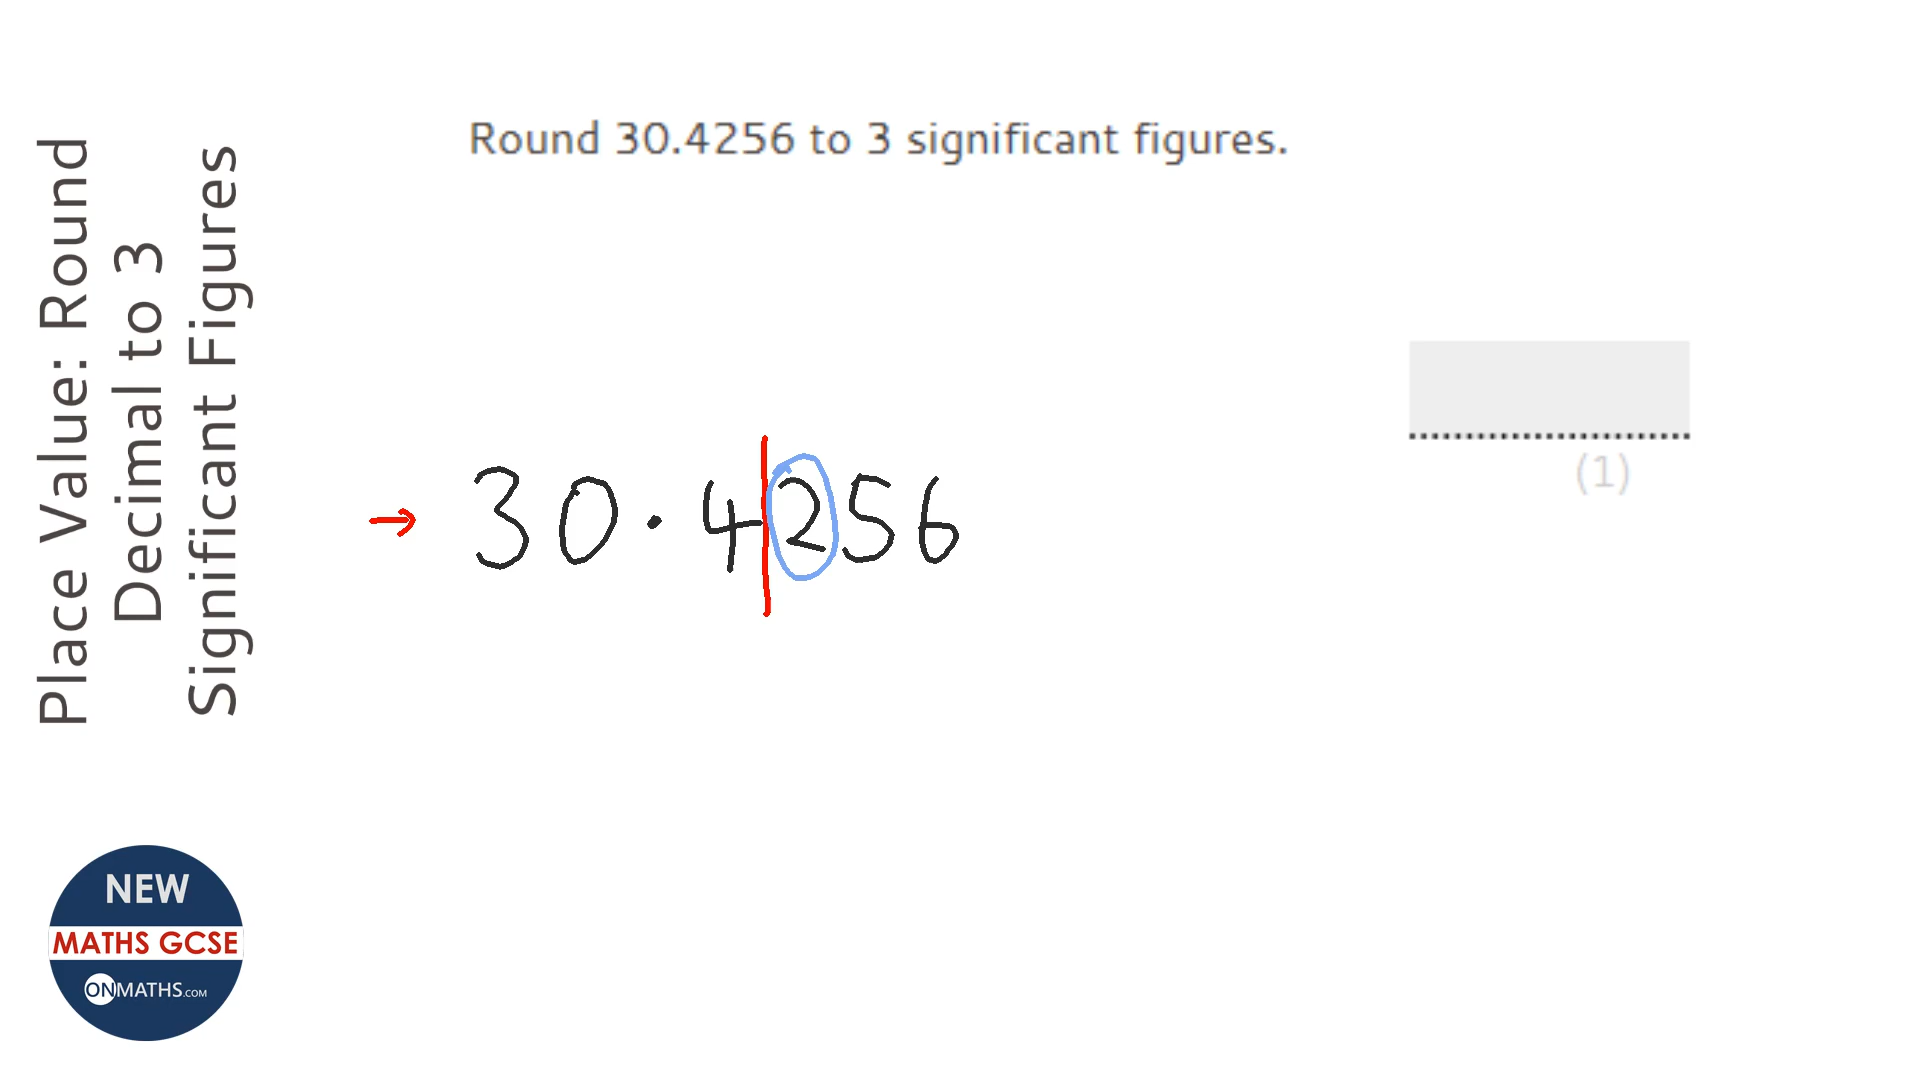 Place Value: Round
Decimal to 3
Significant Figures
Round 30.4256 to 3 significant figures.
(1)
30.4256
NEW
MATHS GCSE
ONMATHS.COM